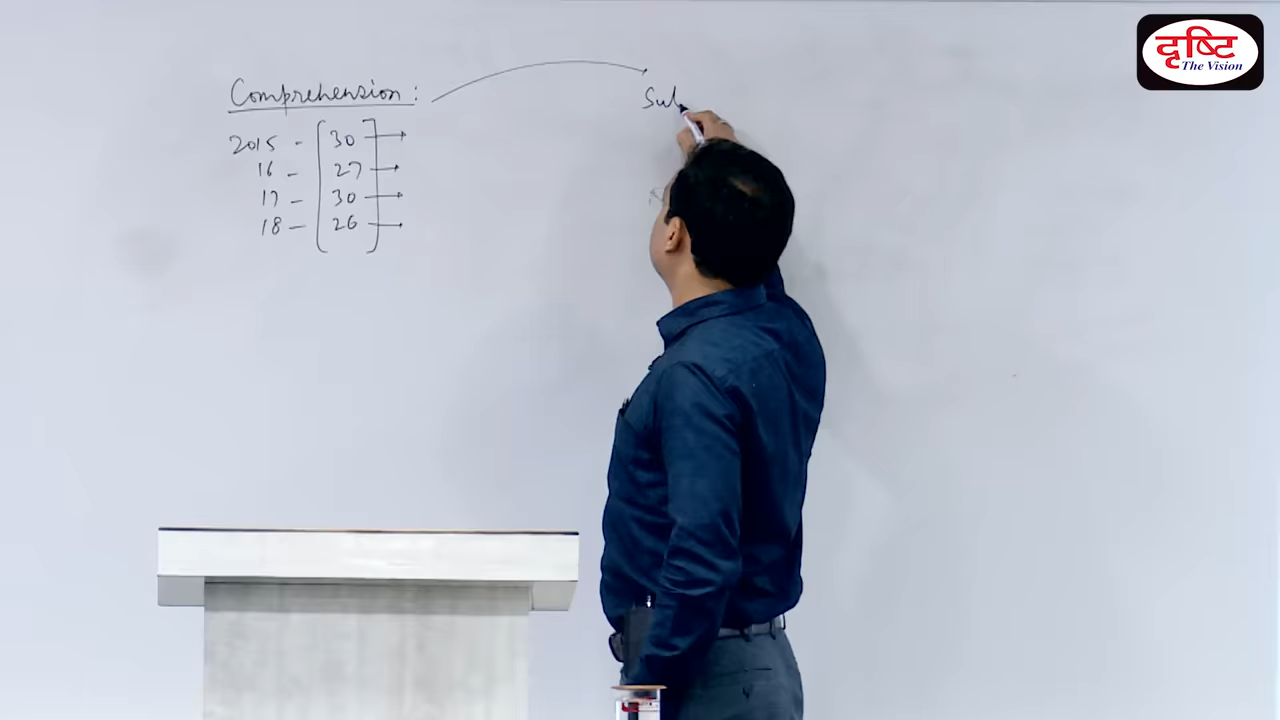 दृष्टि
The Vision
Comprehension :
Sub
2015 - 30
16 - 27
17 - 30
18 - 26